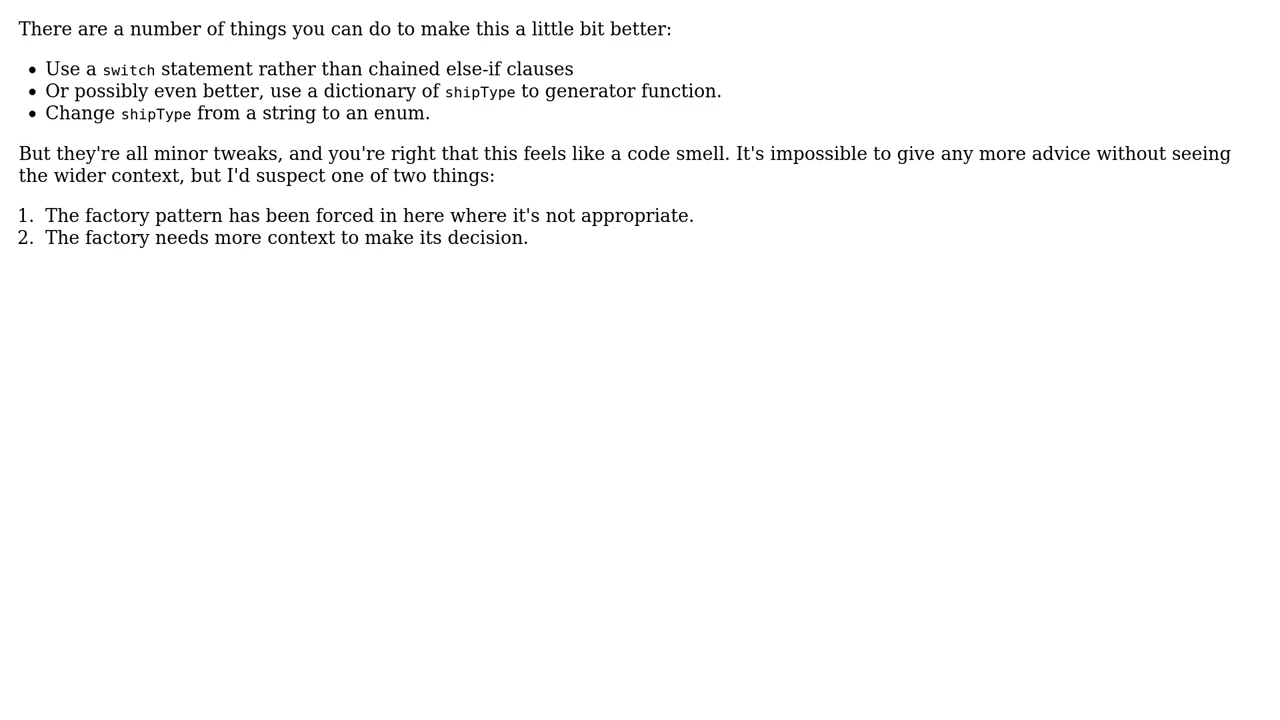 There are a number of things you can do to make this a little bit better:
• Use a switch statement rather than chained else-if clauses
• Or possibly even better, use a dictionary of shipType to generator function.
• Change shipType from a string to an enum.
But they're all minor tweaks, and you're right that this feels like a code smell. It's impossible to give any more advice without seeing
the wider context, but I'd suspect one of two things:
1. The factory pattern has been forced in here where it's not appropriate.
2. The factory needs more context to make its decision.